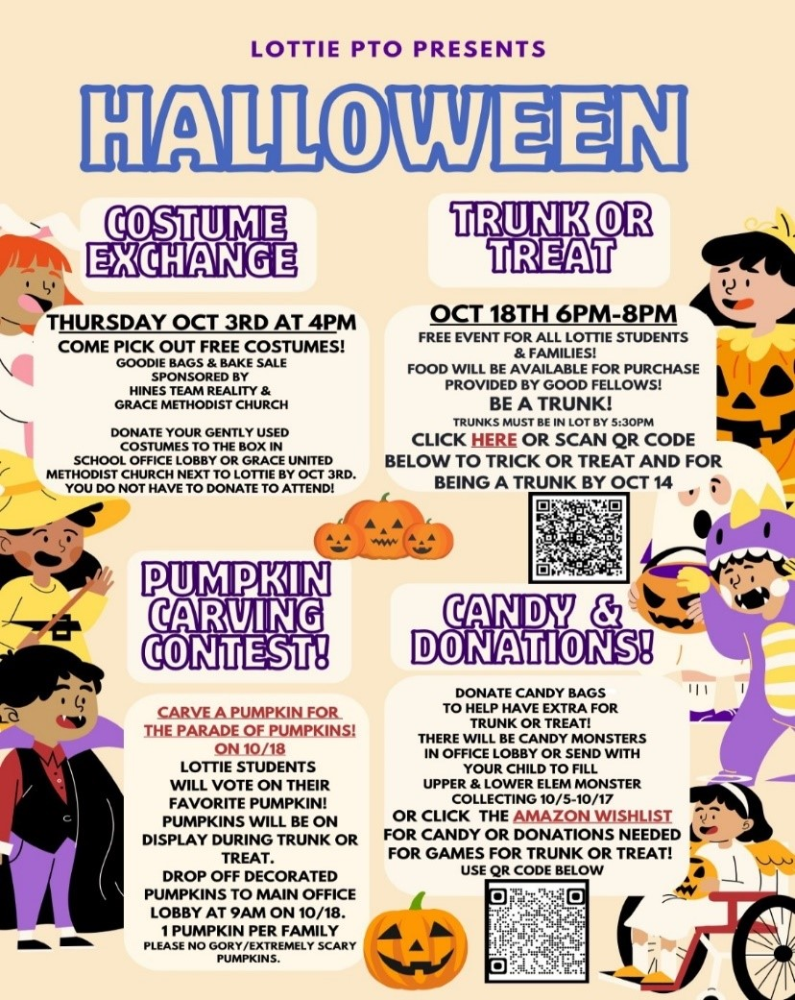 LOTTIE PTO PRESENTS
HALLOWEEN
COSTUME
EXCHANGE
THURSDAY OCT 3RD AT 4PM
COME PICK OUT FREE COSTUMES!
GOODIE BAGS & BAKE SALE
SPONSORED BY
HINES TEAM REALITY &
GRACE METHODIST CHURCH
DONATE YOUR GENTLY USED
COSTUMES TO THE BOX IN
SCHOOL OFFICE LOBBY OR GRACE UNITED
METHODIST CHURCH NEXT TO LOTTIE BY OCT 3RD.
YOU DO NOT HAVE TO DONATE TO ATTEND!
TRUNK OR
TREAT
OCT 18TH 6PM-8PM
FREE EVENT FOR ALL LOTTIE STUDENTS
& FAMILIES!
FOOD WILL BE AVAILABLE FOR PURCHASE
PROVIDED BY GOOD FELLOWS!
BE A TRUNK!
TRUNKS MUST BE IN LOT BY 5:30PM
CLICK HERE OR SCAN QR CODE
BELOW TO TRICK OR TREAT AND FOR
BEING A TRUNK BY OCT 14
PUMPKIN
CARVING
CONTEST!
CARVE A PUMPKIN FOR
THE PARADE OF PUMPKINS!
ON 10/18
LOTTIE STUDENTS
WILL VOTE ON THEIR
FAVORITE PUMPKIN!
PUMPKINS WILL BE ON
DISPLAY DURING TRUNK OR
TREAT.
DROP OFF DECORATED
PUMPKINS TO MAIN OFFICE
LOBBY AT 9AM ON 10/18.
1 PUMPKIN PER FAMILY
PLEASE NO GORY/EXTREMELY SCARY
PUMPKINS.
CANDY &
DONATIONS!
DONATE CANDY BAGS
TO HELP HAVE EXTRA FOR
TRUNK OR TREAT!
THERE WILL BE CANDY MONSTERS
IN OFFICE LOBBY OR SEND WITH
YOUR CHILD TO FILL
UPPER & LOWER ELEM MONSTER
COLLECTING 10/5-10/17
OR CLICK THE AMAZON WISHLIST
FOR CANDY OR DONATIONS NEEDED
FOR GAMES FOR TRUNK OR TREAT!
USE QR CODE BELOW